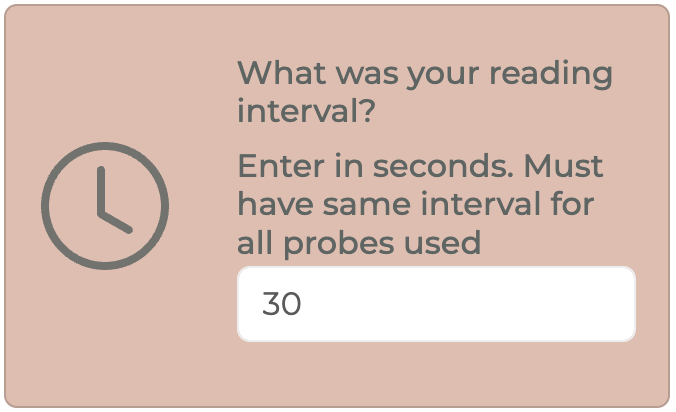 What was your reading
interval?
Enter in seconds. Must
have same interval for
all probes used
30